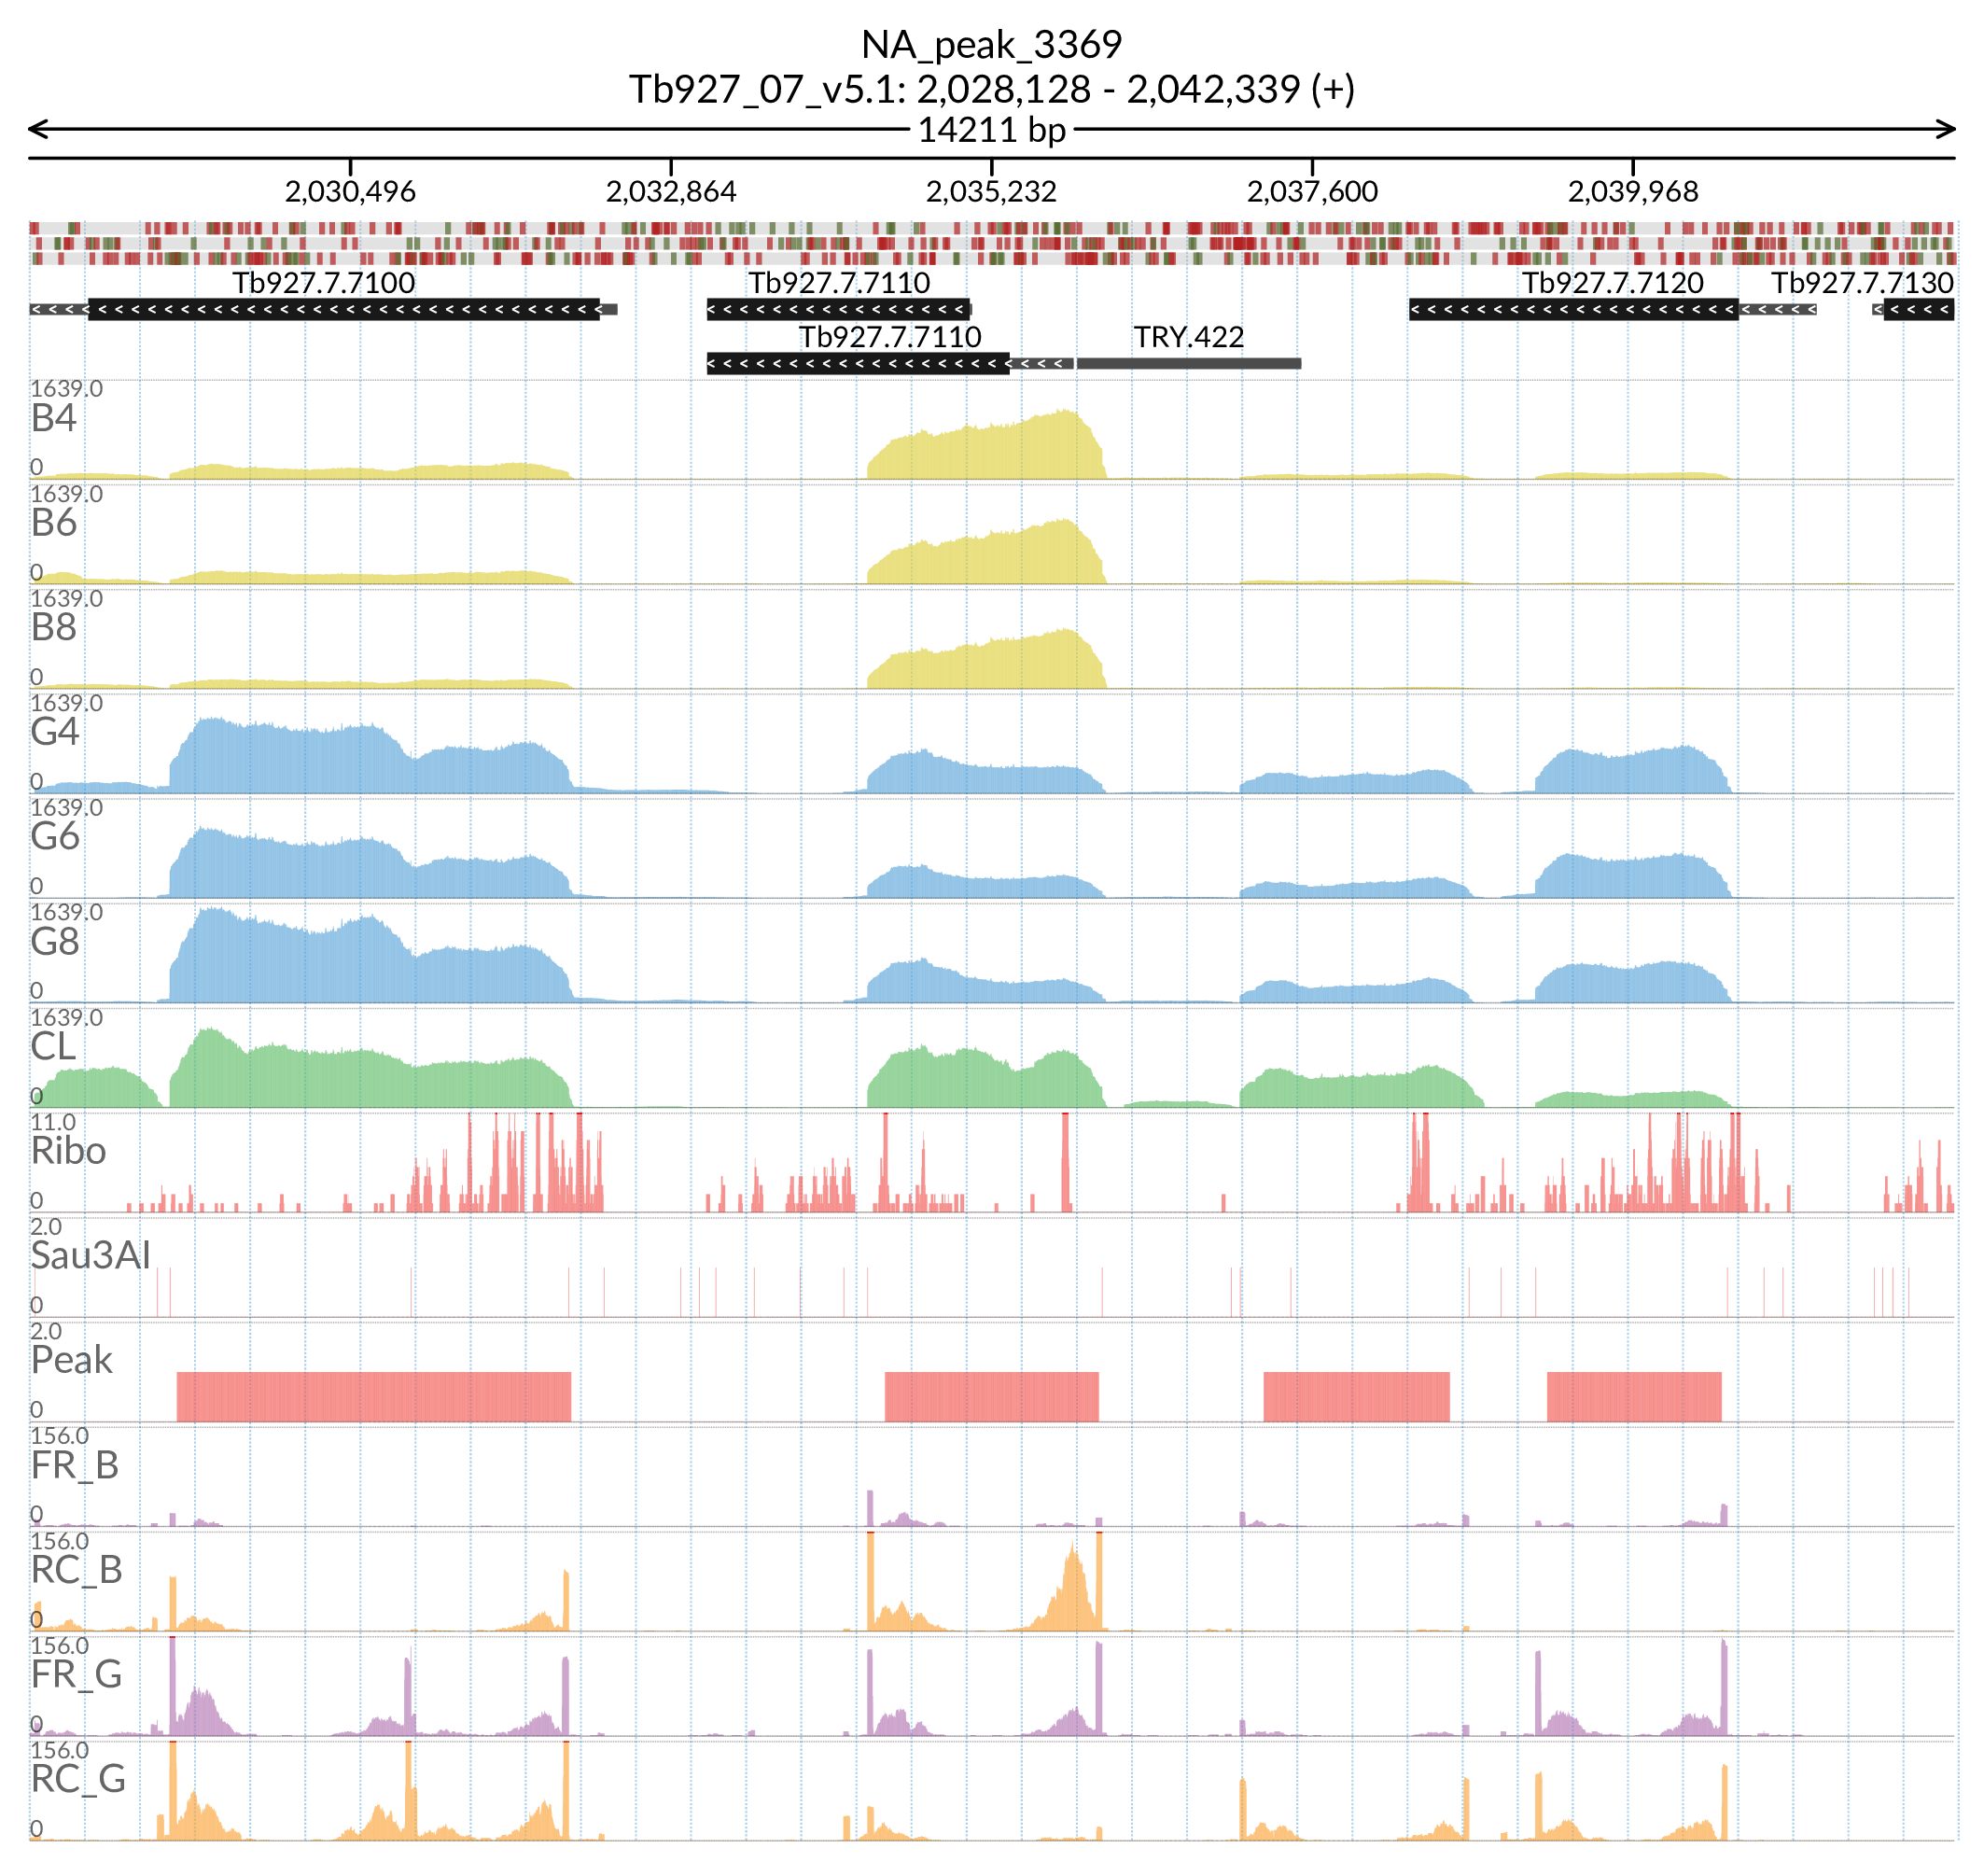 NA_peak_3369
Tb927_07_v5.1: 2,028,128 - 2,042,339 (+)
14211 bp
2,030,496 2,032,864 2,035,232 2,037,600 2,039,968
Tb927.7.7100 Tb927.7.7110 Tb927.7.7120 Tb927.7.7130
Tb927.7.7110 TRY.422
1639.0
B4
0
1639.0
B6
0
1639.0
B8
0
1639.0
G4
0
1639.0
G6
0
1639.0
G8
0
1639.0
CL
0
11.0
Ribo
0
2.0
Sau3AI
0
2.0
Peak
0
156.0
FR_B
0
156.0
RC_B
0
156.0
FR_G
0
156.0
RC_G
0